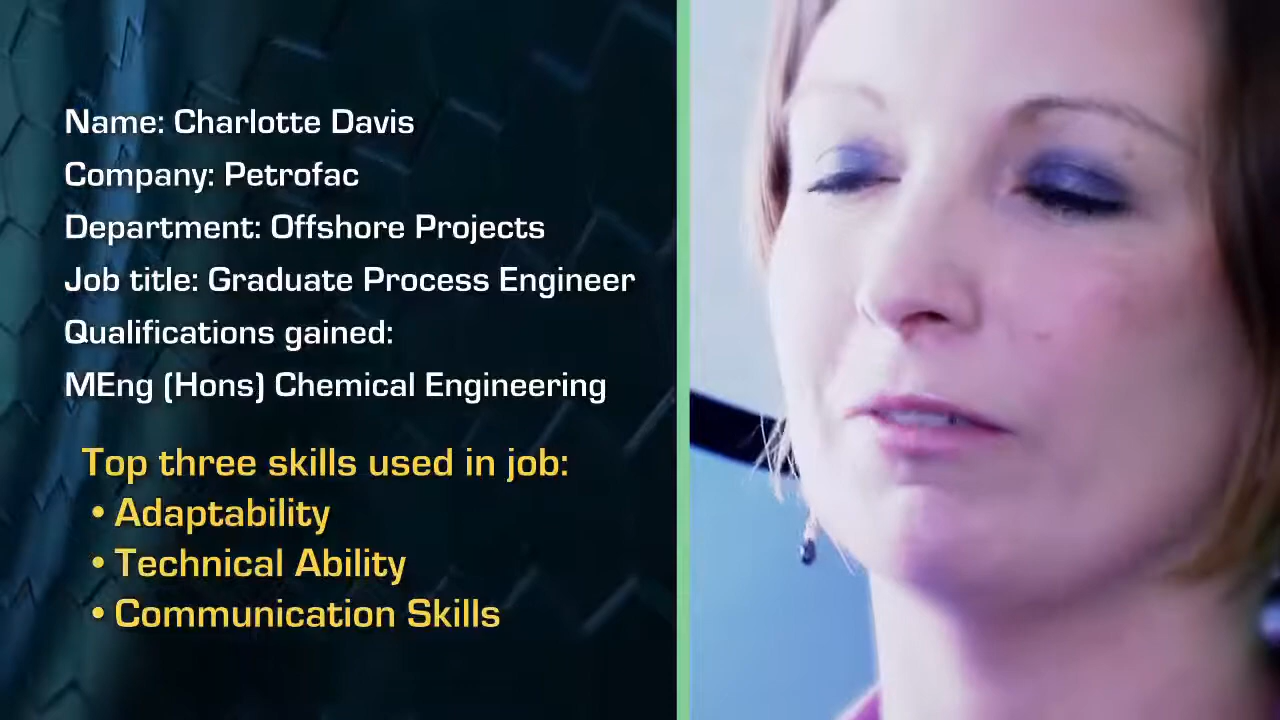 Name: Charlotte Davis
Company: Petrofac
Department: Offshore Projects
Job title: Graduate Process Engineer
Qualifications gained:
MEng (Hons) Chemical Engineering
Top three skills used in job:
• Adaptability
• Technical Ability
• Communication Skills